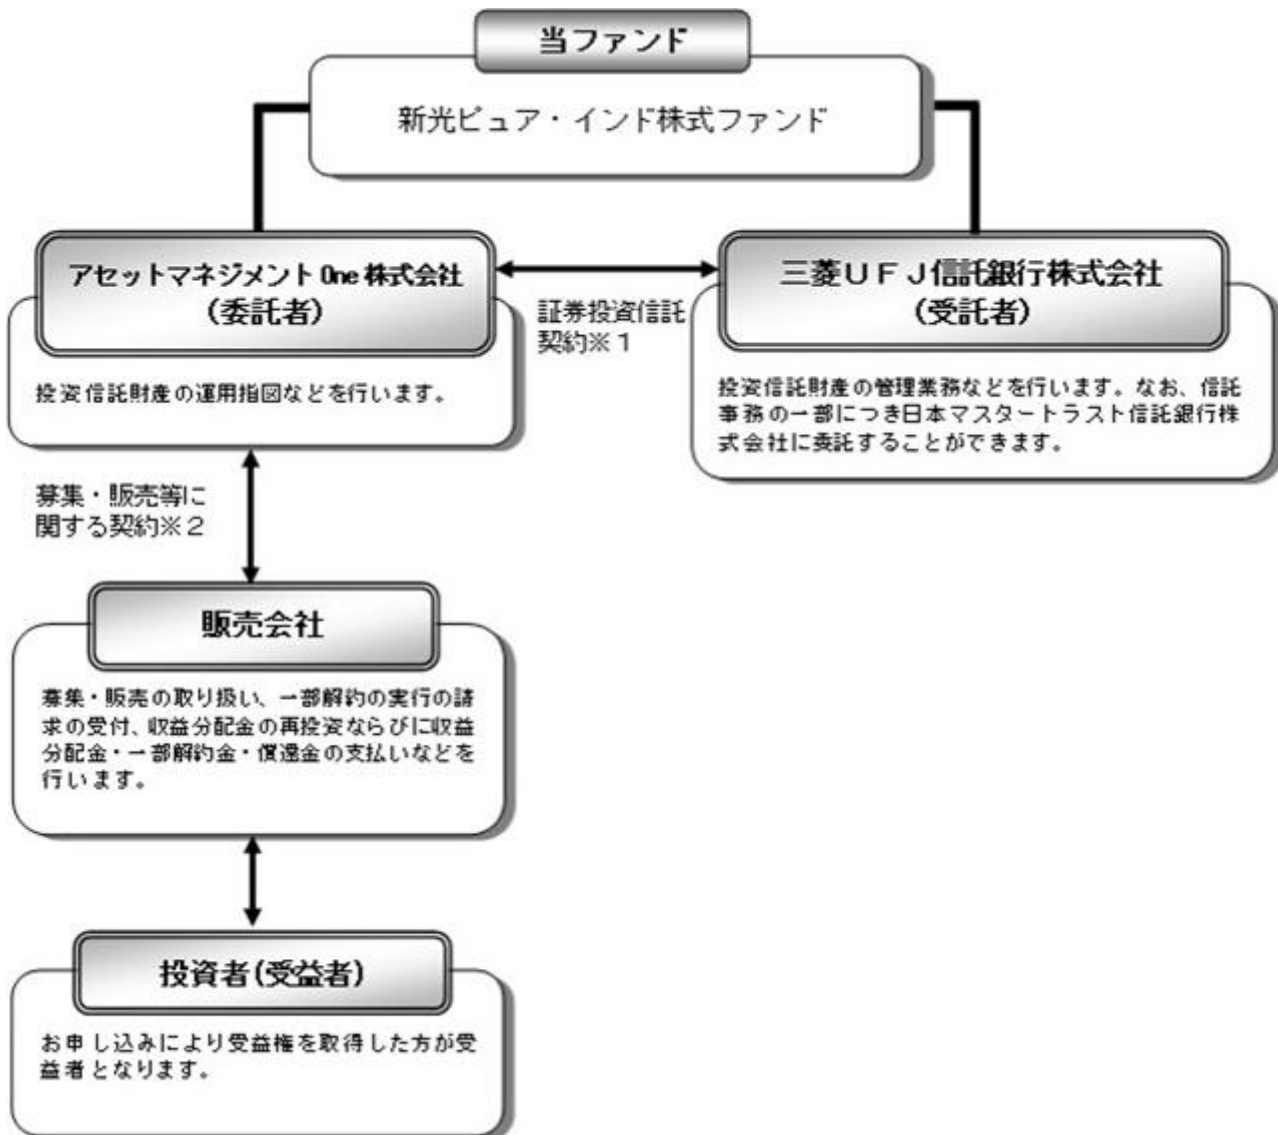 当ファンド
新光ピュア・インド株式ファンド
アセットマネジメントOne株式会社
(委託者)
投資信託財産の運用指図などを行います。
証券投資信託
契約※1
三菱UFJ信託銀行株式会社
(受託者)
投資信託財産の管理業務などを行います。なお、信託
事務の一部につき日本マスタートラスト信託銀行株
式会社に委託することができます。
募集・販売等に
関する契約※2
販売会社
募集・販売の取り扱い、一部解約の実行の請
求の受付、収益分配金の再投資ならびに収益
分配金・一部解約金・償還金の支払いなどを
行います。
投資者(受益者)
お申し込みにより受益権を取得した方が受
益者となります。